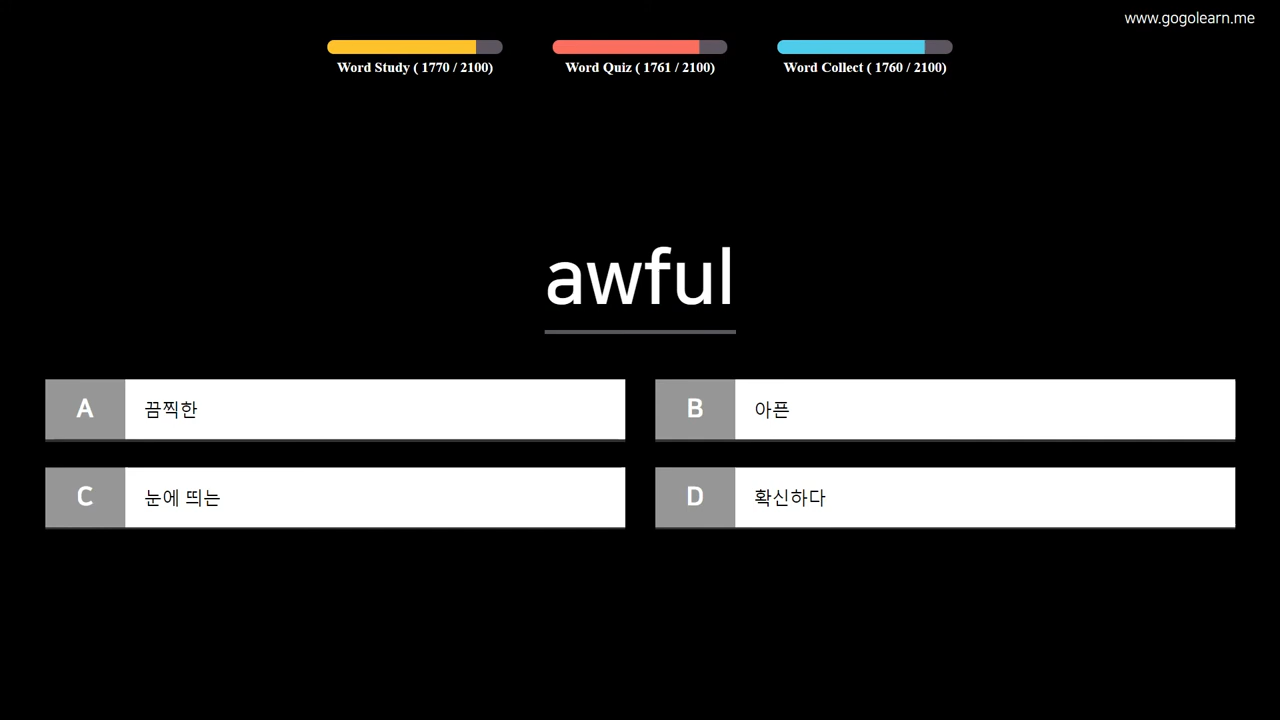 www.gogolearn.me
Word Study ( 1770 / 2100)
Word Quiz ( 1761 / 2100)
Word Collect ( 1760 / 2100)
awful
A 끔찍한
B 아픈
C 눈에 띄는
D 확신하다